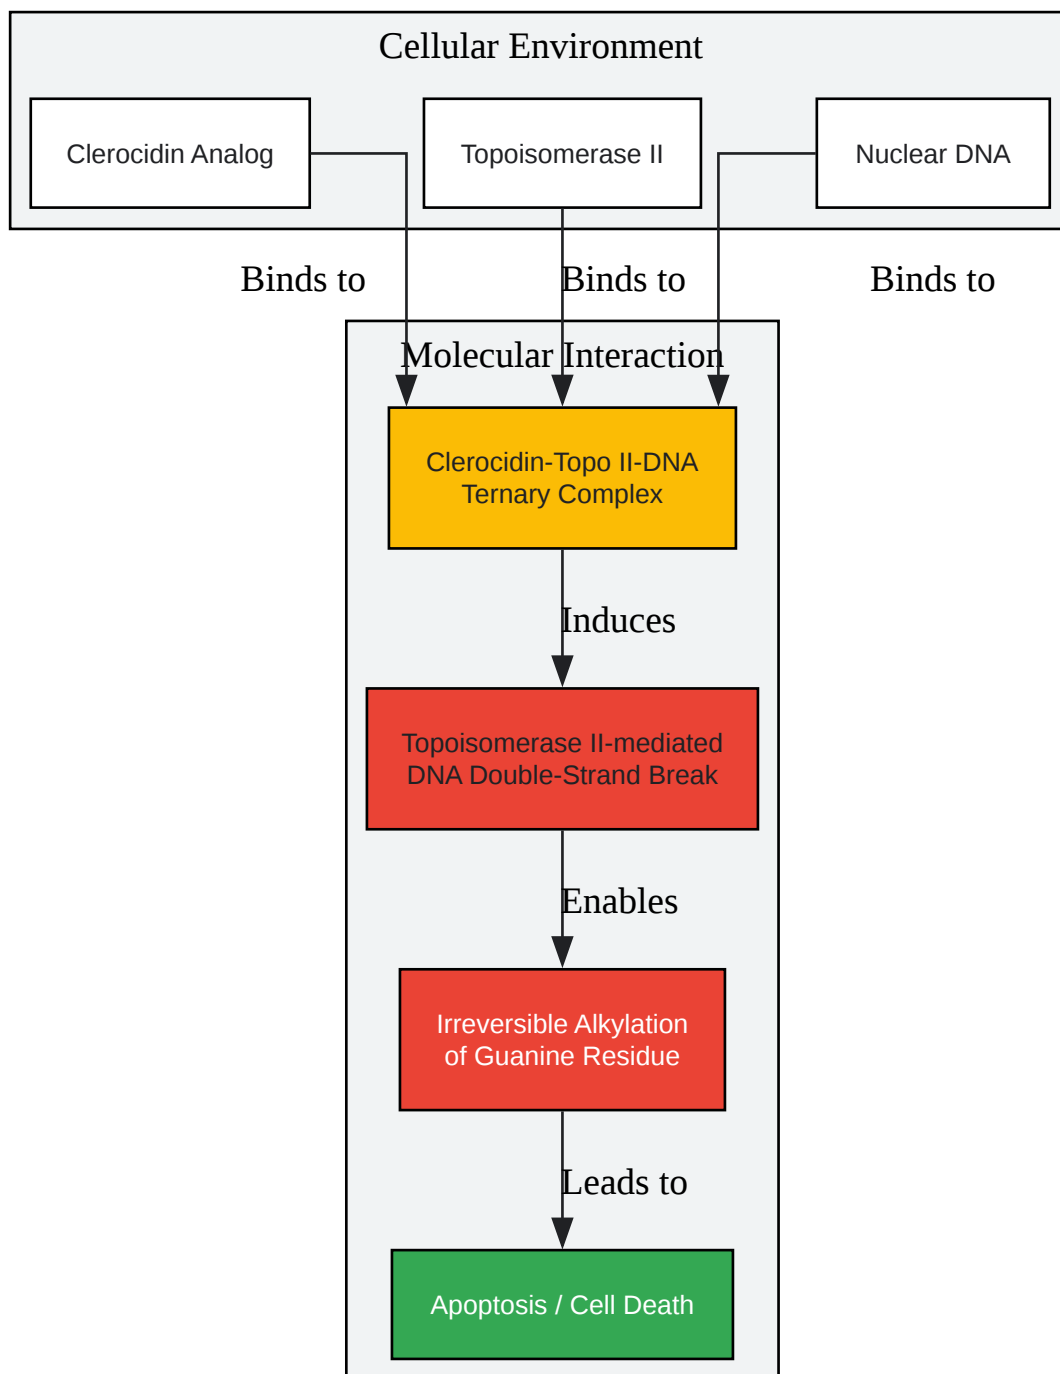 Cellular Environment
Clerocidin Analog
Topoisomerase II
Nuclear DNA
Binds to
Binds to
Binds to
Molecular Interaction
Clerocidin-Topo II-DNA
Ternary Complex
Induces
Topoisomerase II-mediated
DNA Double-Strand Break
Enables
Irreversible Alkylation
of Guanine Residue
Leads to
Apoptosis / Cell Death